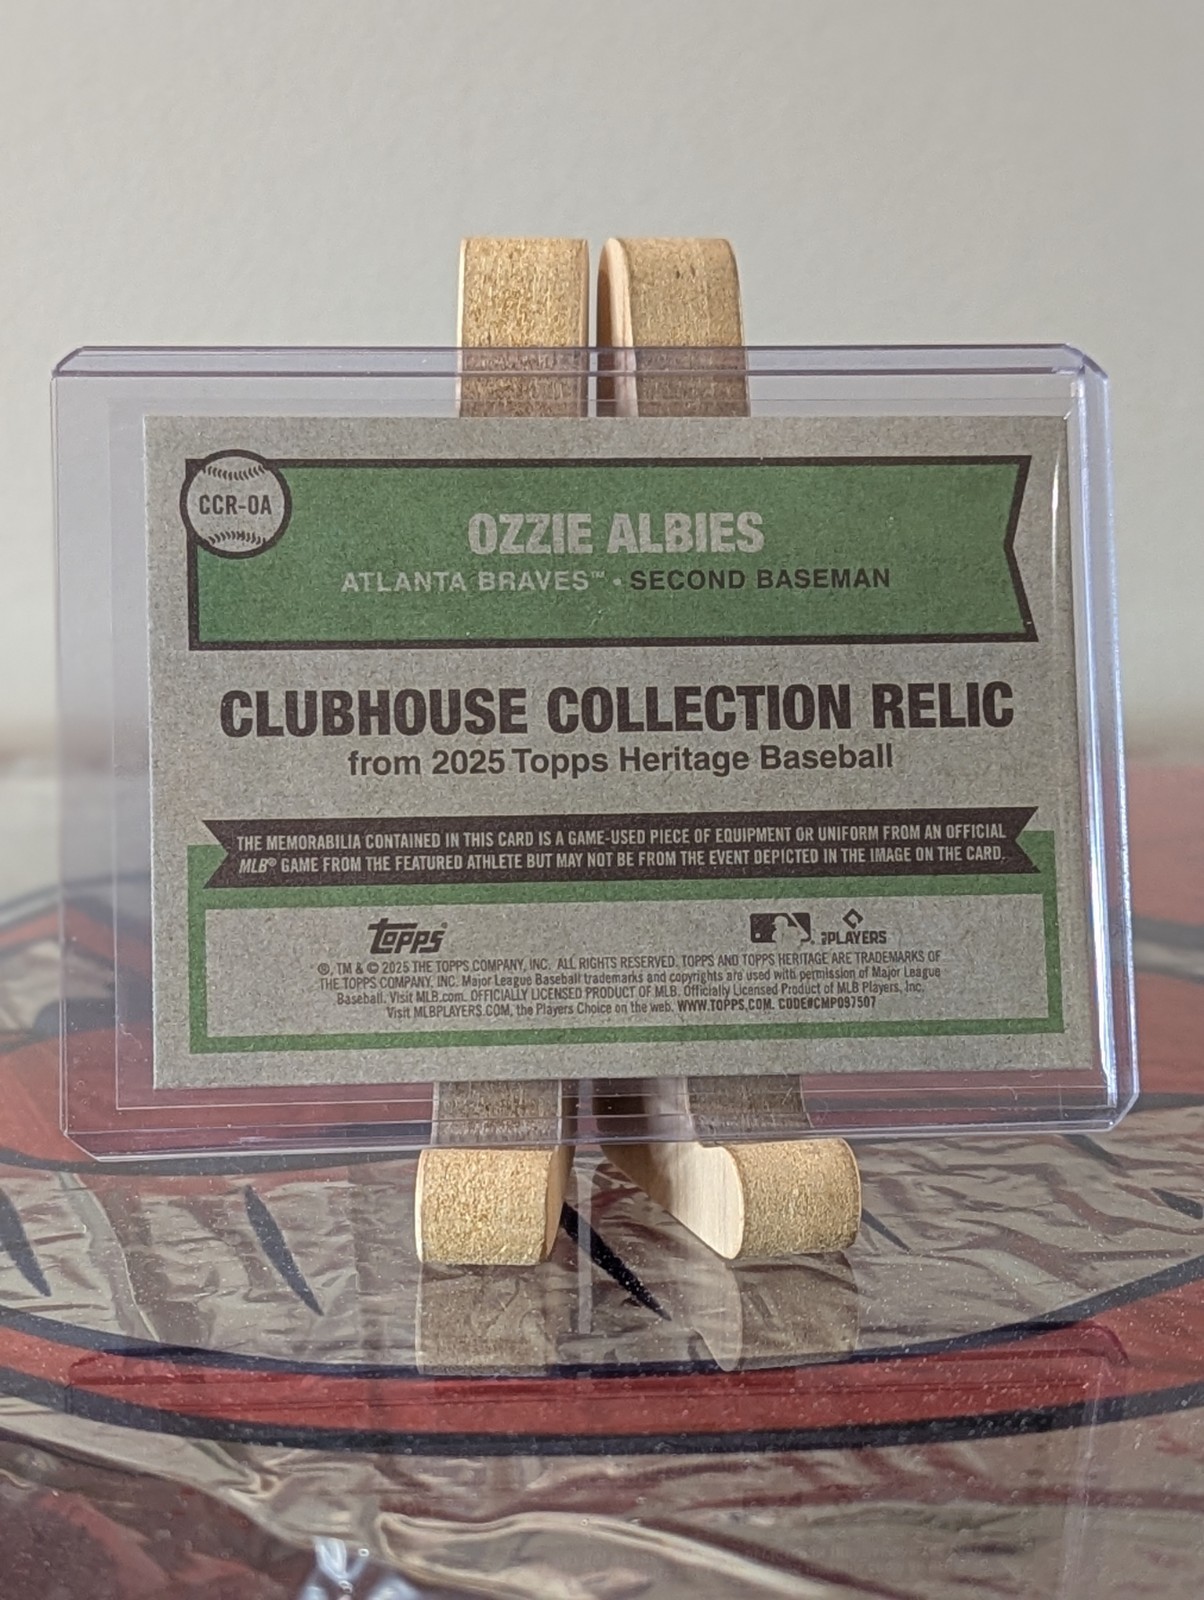 CCR-OA
OZZIE ALBIES
ATLANTA BRAVES™ • SECOND BASEMAN
CLUBHOUSE COLLECTION RELIC
from 2025 Topps Heritage Baseball
THE MEMORABILIA CONTAINED IN THIS CARD IS A GAME-USED PIECE OF EQUIPMENT OR UNIFORM FROM AN OFFICIAL
MLB® GAME FROM THE FEATURED ATHLETE BUT MAY NOT BE FROM THE EVENT DEPICTED IN THE IMAGE ON THE CARD.
topps®
MLB PLAYERS
®, TM & © 2025 THE TOPPS COMPANY, INC. ALL RIGHTS RESERVED. TOPPS AND TOPPS HERITAGE ARE TRADEMARKS OF
THE TOPPS COMPANY, INC. Major League Baseball trademarks and copyrights are used with permission of Major League
Baseball. Visit MLB.com. OFFICIALLY LICENSED PRODUCT OF MLB. Officially Licensed Product of MLB Players, Inc.
Visit MLBPLAYERS.COM, the Players Choice on the web. WWW.TOPPS.COM. CODE#CMP097507